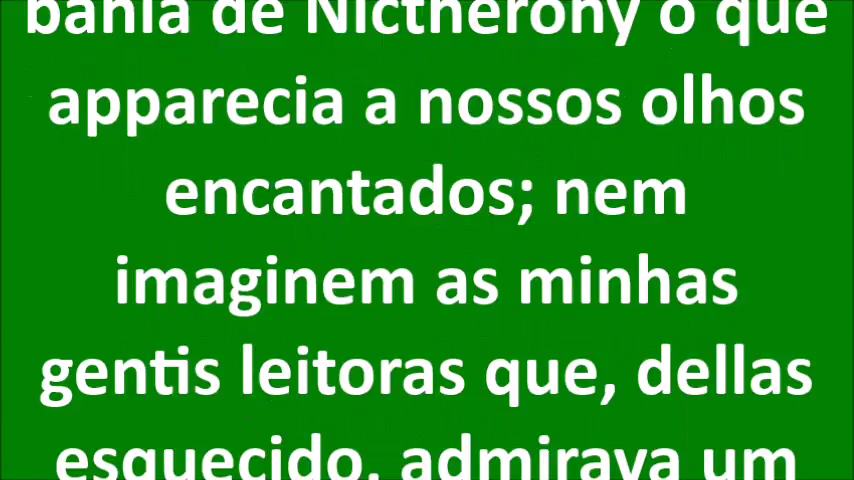 bahia de Nictherohy o que
apparecia a nossos olhos
encantados; nem
imaginem as minhas
gentis leitoras que, dellas
esquecido, admirava um